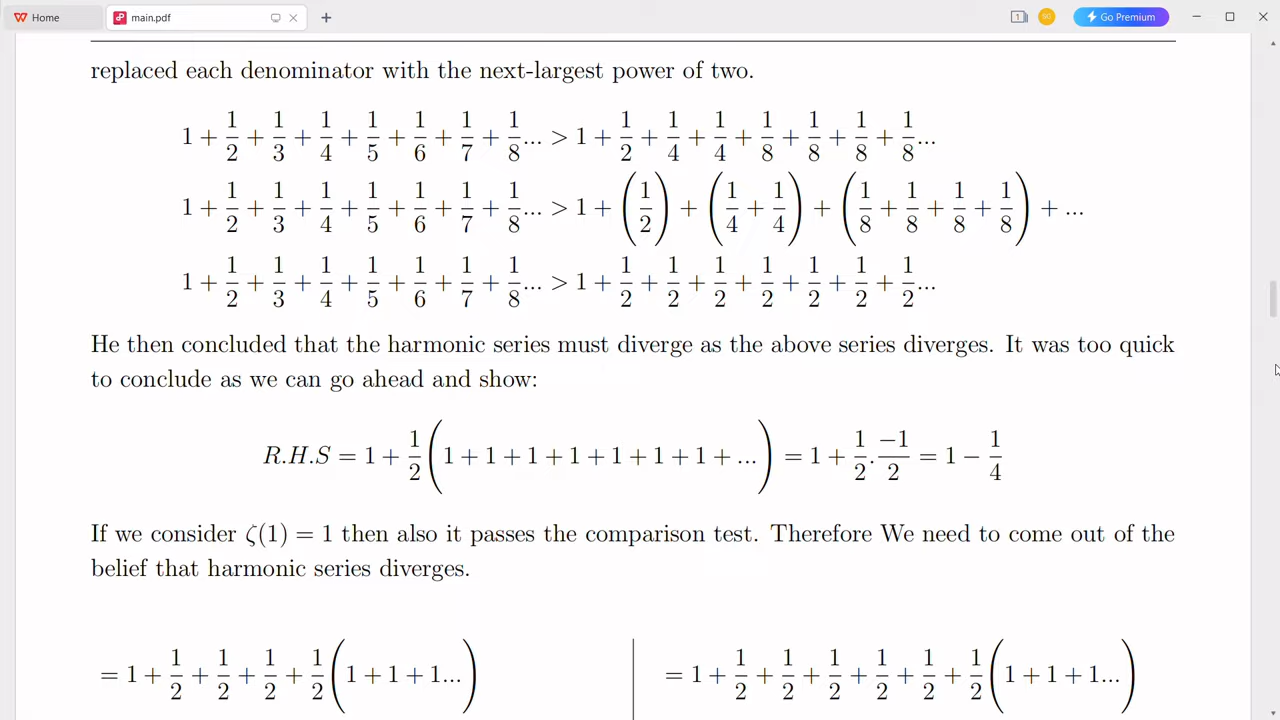 Home
main.pdf
1
SG
Go Premium
replaced each denominator with the next-largest power of two.
1 + 1/2 + 1/3 + 1/4 + 1/5 + 1/6 + 1/7 + 1/8 ... > 1 + 1/2 + 1/4 + 1/4 + 1/8 + 1/8 + 1/8 + 1/8 ...
1 + 1/2 + 1/3 + 1/4 + 1/5 + 1/6 + 1/7 + 1/8 ... > 1 + (1/2) + (1/4 + 1/4) + (1/8 + 1/8 + 1/8 + 1/8) + ...
1 + 1/2 + 1/3 + 1/4 + 1/5 + 1/6 + 1/7 + 1/8 ... > 1 + 1/2 + 1/2 + 1/2 + 1/2 + 1/2 + 1/2 + 1/2 ...
He then concluded that the harmonic series must diverge as the above series diverges. It was too quick
to conclude as we can go ahead and show:
R.H.S = 1 + 1/2 (1 + 1 + 1 + 1 + 1 + 1 + 1 + ...) = 1 + 1/2 . −1/2 = 1 − 1/4
If we consider ζ(1) = 1 then also it passes the comparison test. Therefore We need to come out of the
belief that harmonic series diverges.
= 1 + 1/2 + 1/2 + 1/2 + 1/2 (1 + 1 + 1...)
= 1 + 1/2 + 1/2 + 1/2 + 1/2 + 1/2 + 1/2 (1 + 1 + 1...)